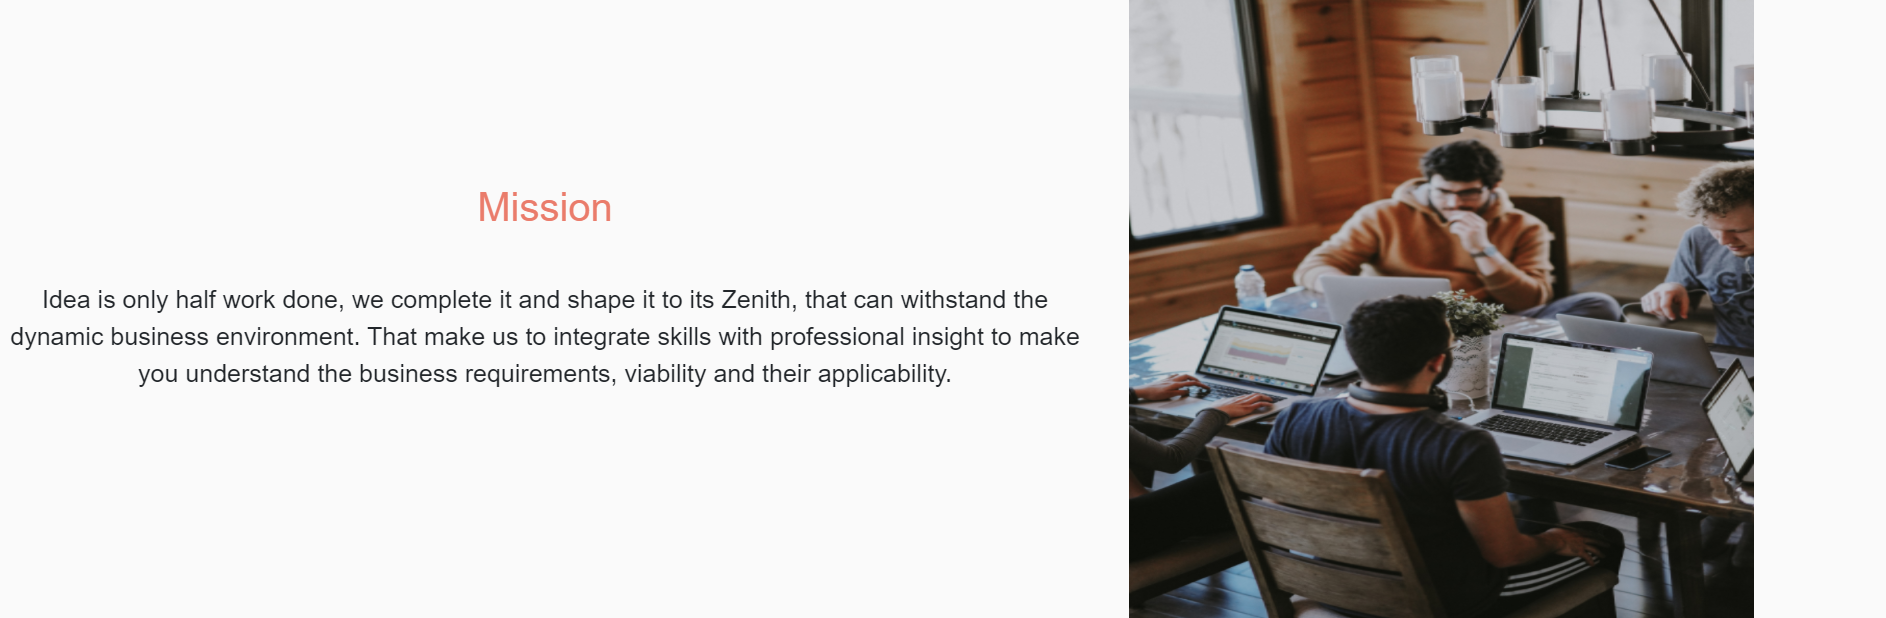 Mission
Idea is only half work done, we complete it and shape it to its Zenith, that can withstand the
dynamic business environment. That make us to integrate skills with professional insight to make
you understand the business requirements, viability and their applicability.